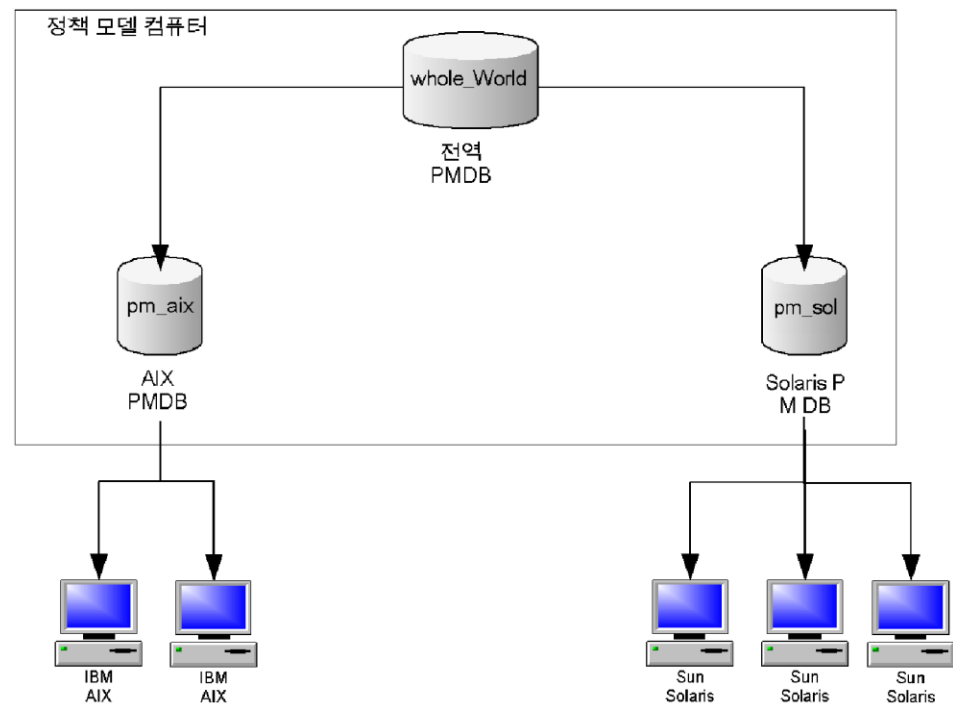 정책 모델 컴퓨터
whole_World
전역
PMDB
pm_aix
pm_sol
AIX
PMDB
Solaris P
M DB
IBM
AIX
IBM
AIX
Sun
Solaris
Sun
Solaris
Sun
Solaris